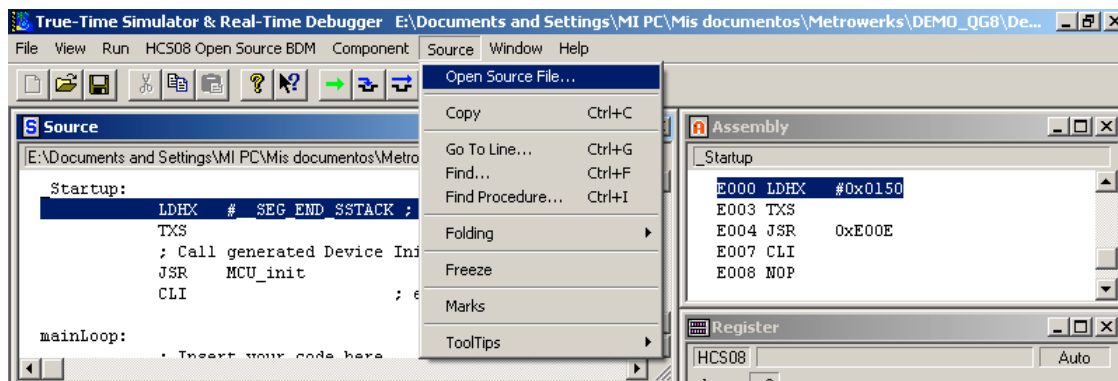 True-Time Simulator & Real-Time Debugger E:\Documents and Settings\MI PC\Mis documentos\Metrowerks\DEMO_QG8\De...
File View Run HCS08 Open Source BDM Component Source Window Help
Open Source File...
Copy Ctrl+C
Go To Line... Ctrl+G
Find... Ctrl+F
Find Procedure... Ctrl+I
Folding
Freeze
Marks
ToolTips
Source
E:\Documents and Settings\MI PC\Mis documentos\Metro
_Startup:
LDHX #__SEG_END_SSTACK ;
TXS
; Call generated Device Ini
JSR MCU_init
CLI ; e
mainLoop:
; Insert your code here
Assembly
_Startup
E000 LDHX #0x0150
E003 TXS
E004 JSR 0xE00E
E007 CLI
E008 NOP
Register
HCS08 Auto